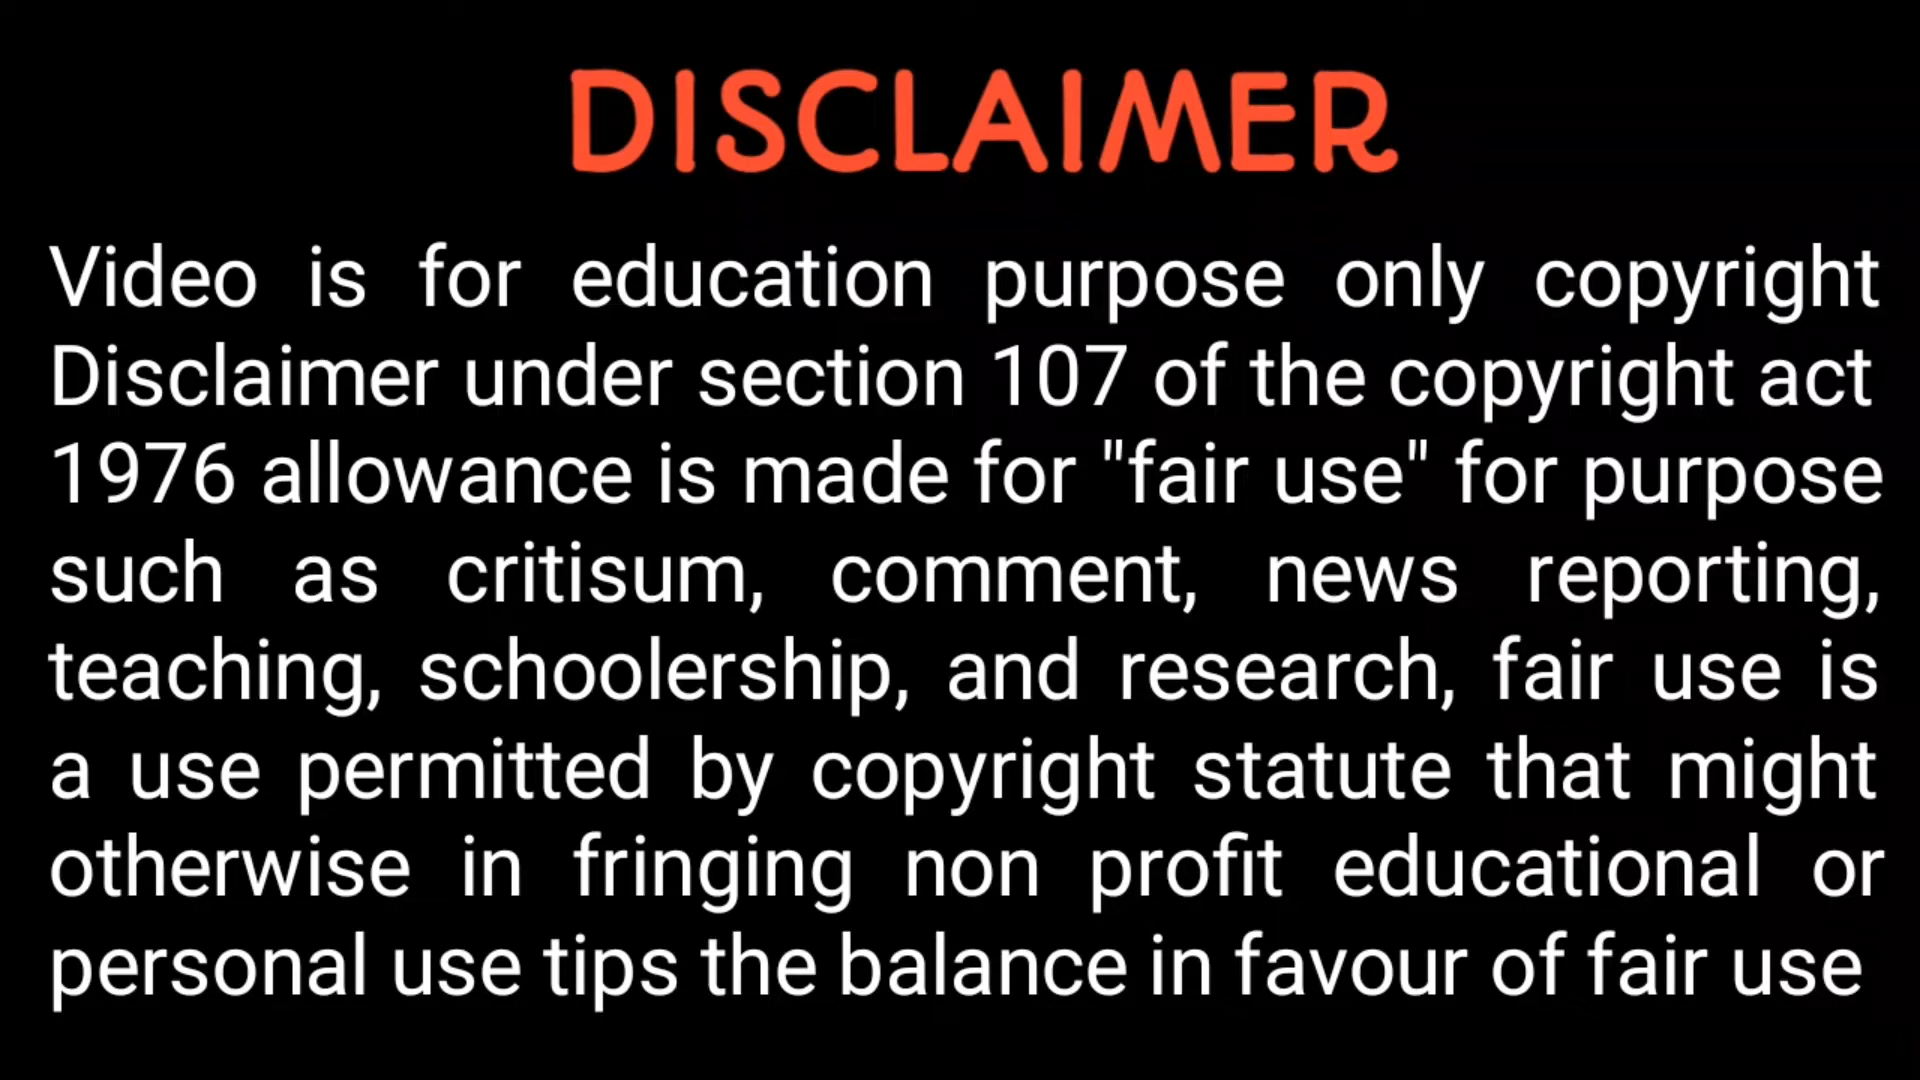 DISCLAIMER
Video is for education purpose only copyright
Disclaimer under section 107 of the copyright act
1976 allowance is made for "fair use" for purpose
such as critisum, comment, news reporting,
teaching, schoolership, and research, fair use is
a use permitted by copyright statute that might
otherwise in fringing non profit educational or
personal use tips the balance in favour of fair use